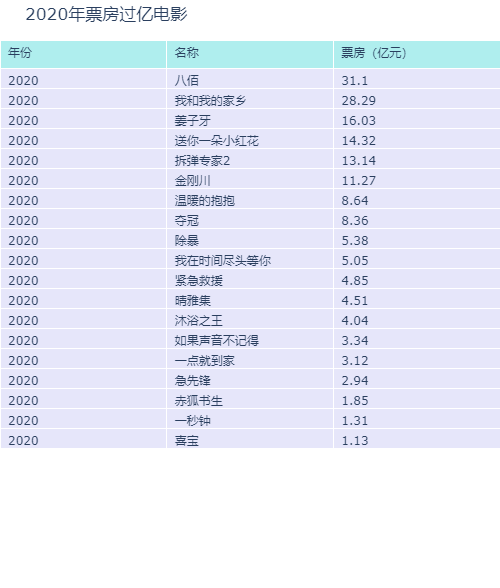 2020年票房过亿电影
年份 名称 票房（亿元）
2020 八佰 31.1
2020 我和我的家乡 28.29
2020 姜子牙 16.03
2020 送你一朵小红花 14.32
2020 拆弹专家2 13.14
2020 金刚川 11.27
2020 温暖的抱抱 8.64
2020 夺冠 8.36
2020 除暴 5.38
2020 我在时间尽头等你 5.05
2020 紧急救援 4.85
2020 晴雅集 4.51
2020 沐浴之王 4.04
2020 如果声音不记得 3.34
2020 一点就到家 3.12
2020 急先锋 2.94
2020 赤狐书生 1.85
2020 一秒钟 1.31
2020 喜宝 1.13